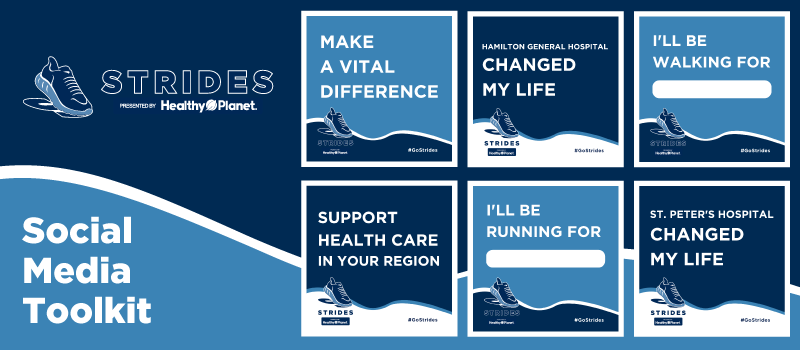 STRIDES
PRESENTED BY Healthy Planet.
Social
Media
Toolkit
MAKE
A VITAL
DIFFERENCE
STRIDES
Healthy Planet
#GoStrides
HAMILTON GENERAL HOSPITAL
CHANGED
MY LIFE
STRIDES
Healthy Planet
#GoStrides
I'LL BE
WALKING FOR
STRIDES
Healthy Planet
#GoStrides
SUPPORT
HEALTH CARE
IN YOUR REGION
STRIDES
Healthy Planet
#GoStrides
I'LL BE
RUNNING FOR
STRIDES
Healthy Planet
#GoStrides
ST. PETER'S HOSPITAL
CHANGED
MY LIFE
STRIDES
Healthy Planet
#GoStrides